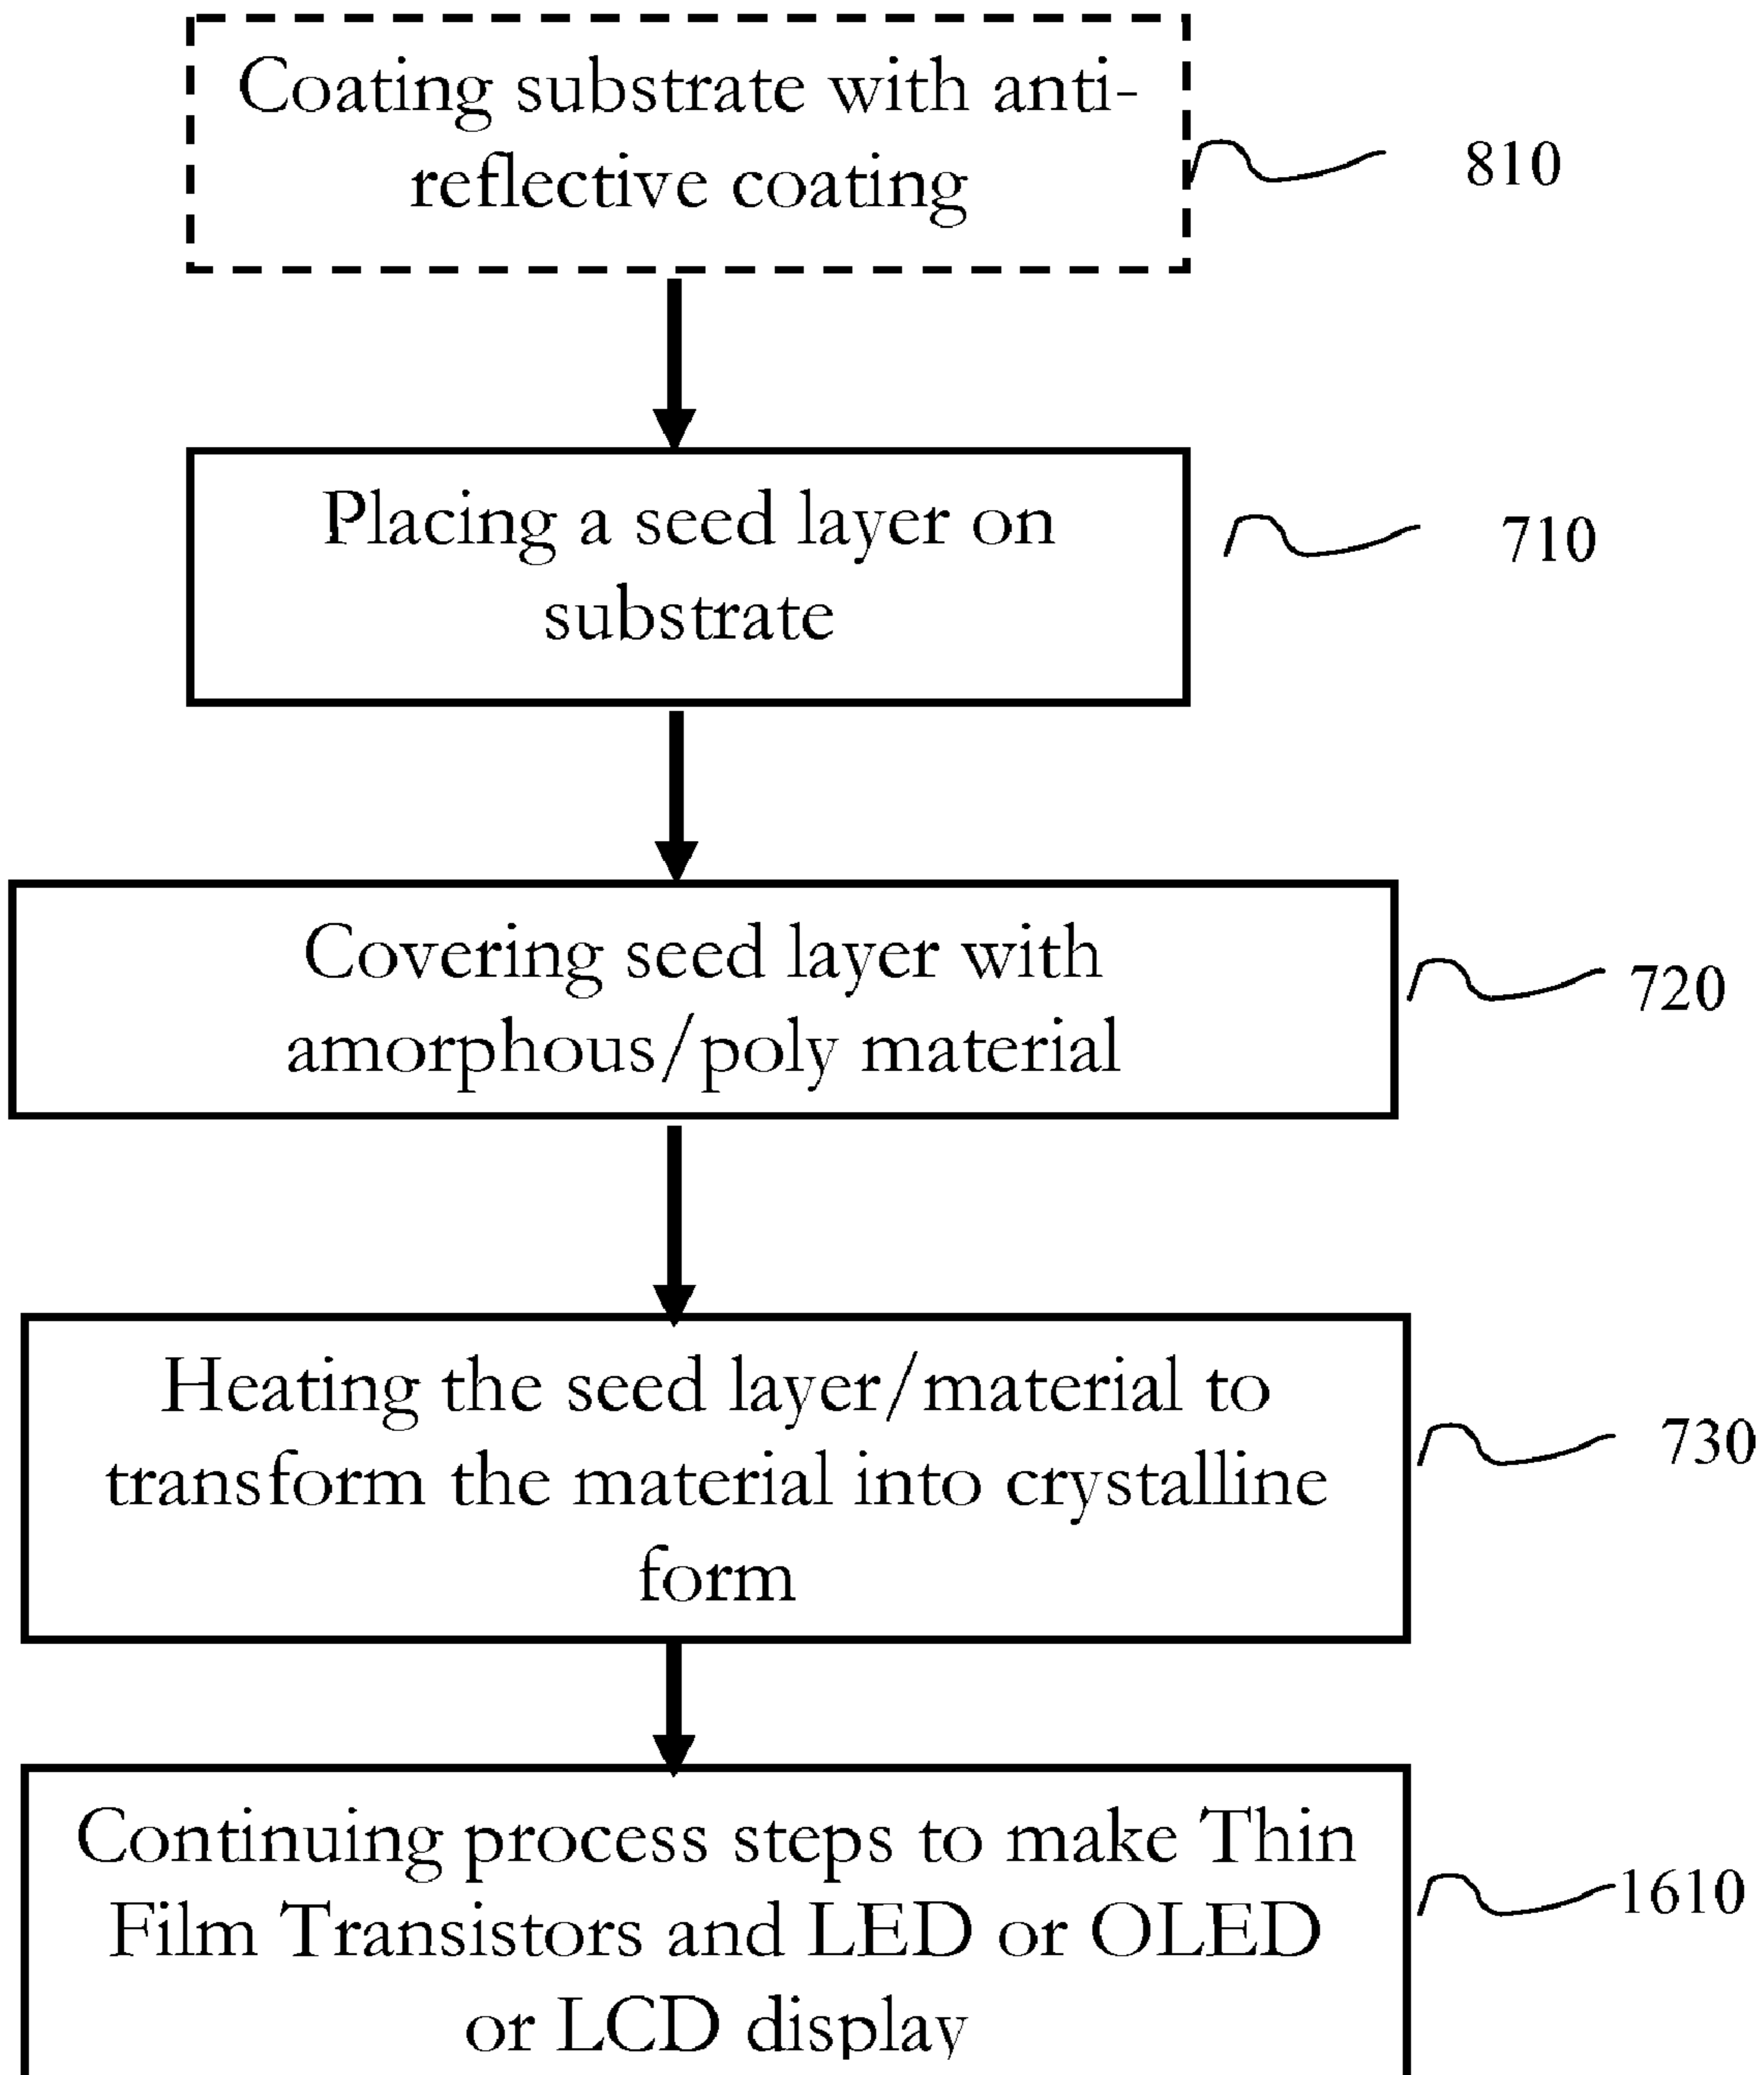 Coating substrate with anti-
reflective coating
810
Placing a seed layer on
substrate
710
Covering seed layer with
amorphous/poly material
720
Heating the seed layer/material to
transform the material into crystalline
form
730
Continuing process steps to make Thin
Film Transistors and LED or OLED
or LCD display
1610